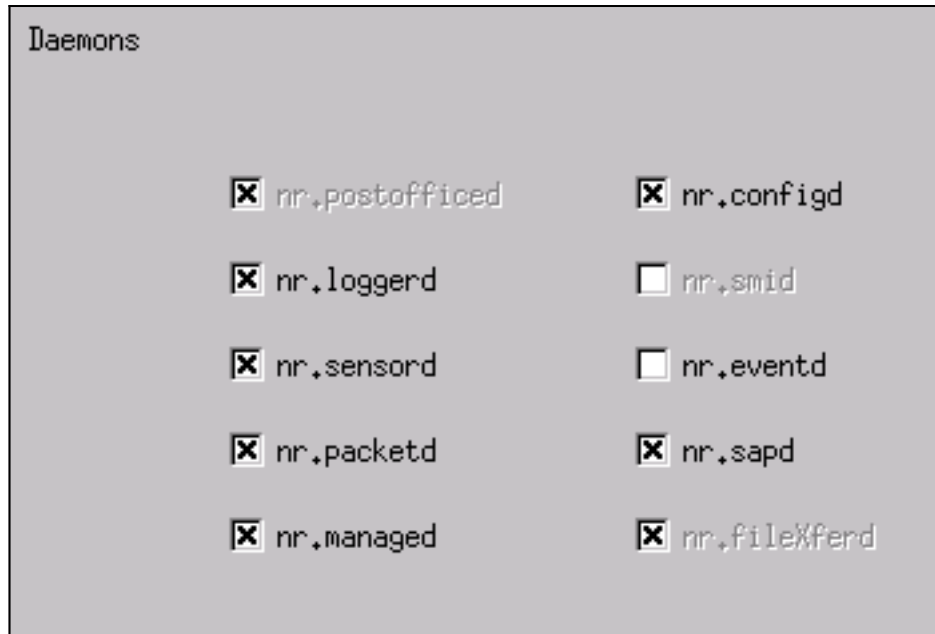 Daemons
nr.postofficed
nr.configd
nr.loggerd
nr.smid
nr.sensord
nr.eventd
nr.packetd
nr.sapd
nr.managed
nr.fileXferd